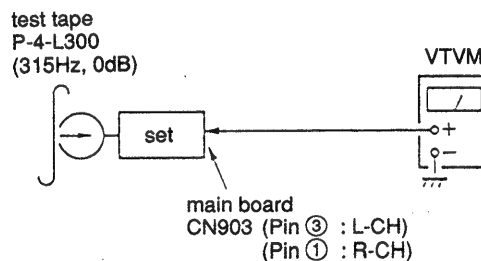 test tape
P-4-L300
(315Hz, 0dB)
VTVM
set
+
−
main board
CN903 (Pin ③ : L-CH)
(Pin ① : R-CH)